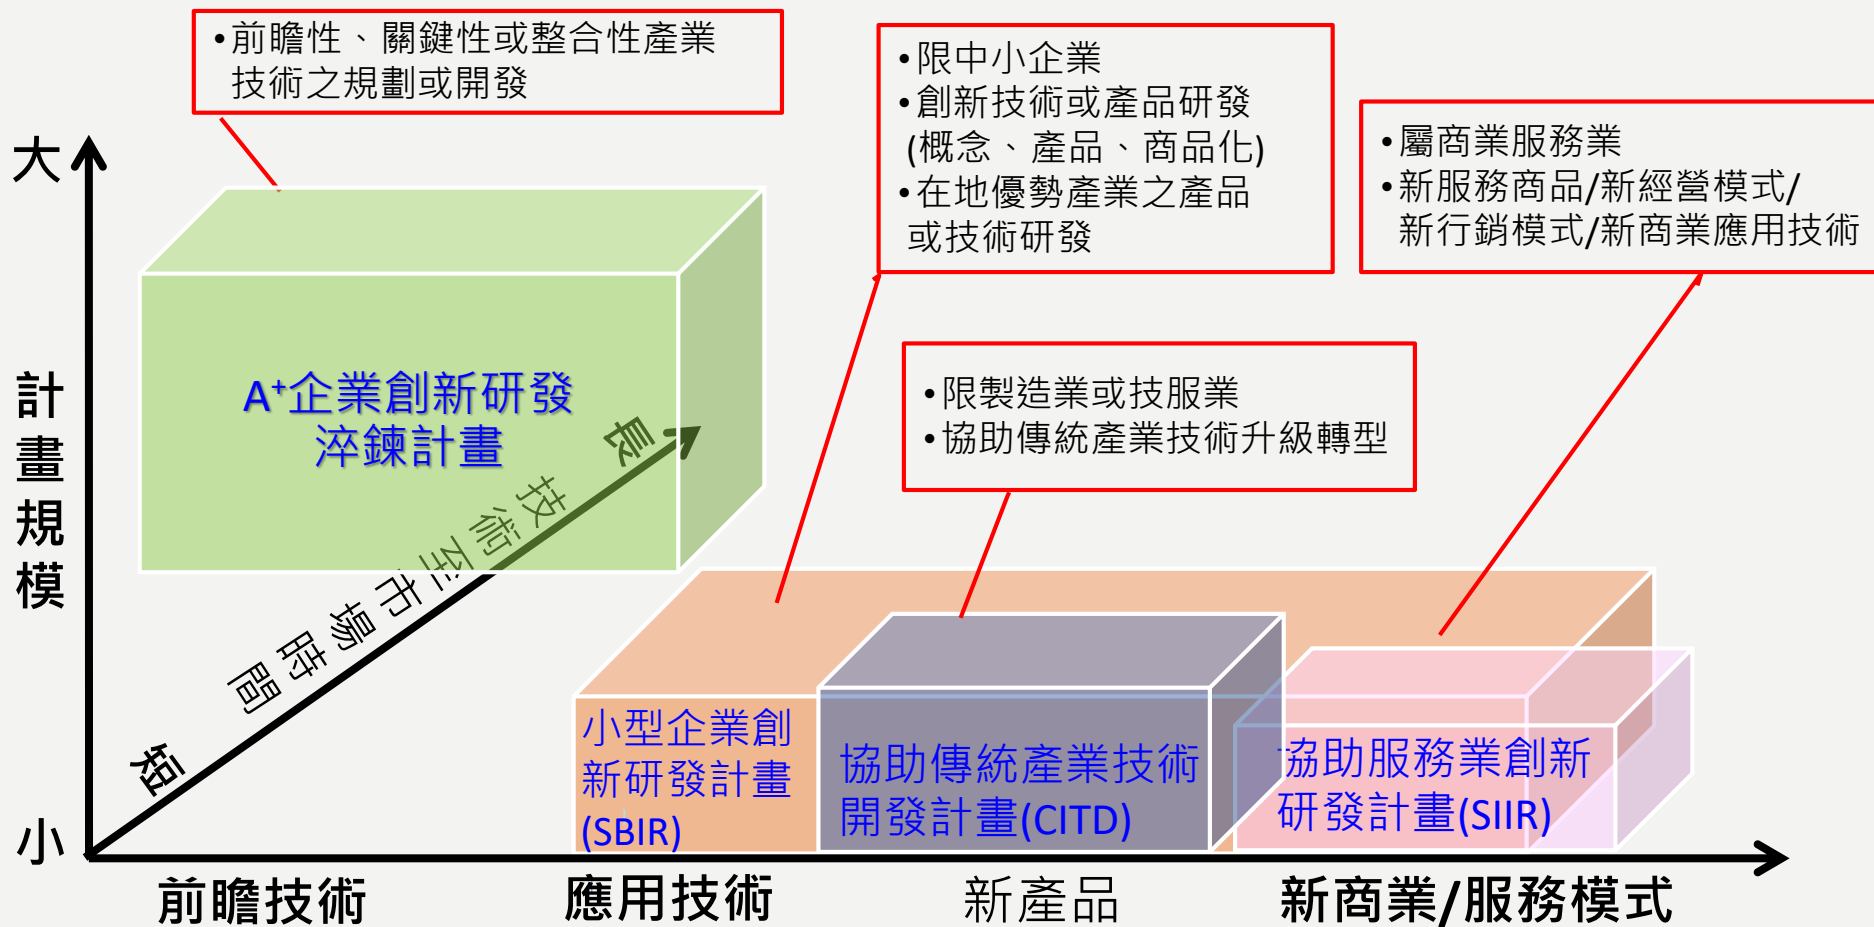 •前瞻性、關鍵性或整合性產業
技術之規劃或開發
•限中小企業
•創新技術或產品研發
(概念、產品、商品化)
•在地優勢產業之產品
或技術研發
•屬商業服務業
•新服務商品/新經營模式/
新行銷模式/新商業應用技術
•限製造業或技服業
•協助傳統產業技術升級轉型
大
計畫規模
小
A⁺企業創新研發
淬鍊計畫
長
技術至市場時間
短
小型企業創
新研發計畫
(SBIR)
協助傳統產業技術
開發計畫(CITD)
協助服務業創新
研發計畫(SIIR)
前瞻技術
應用技術
新產品
新商業/服務模式